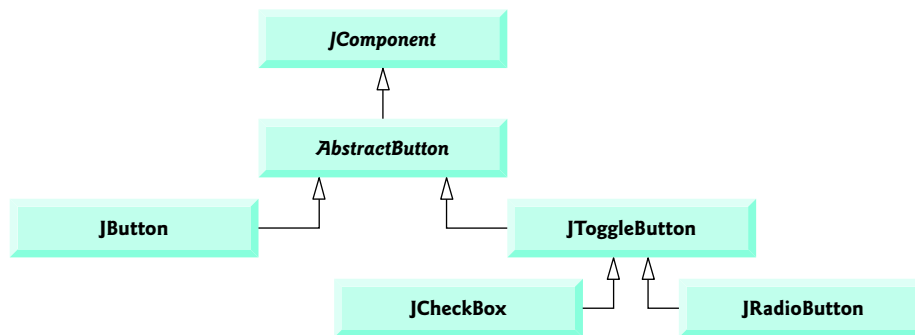 JComponent
AbstractButton
JButton
JToggleButton
JCheckBox
JRadioButton